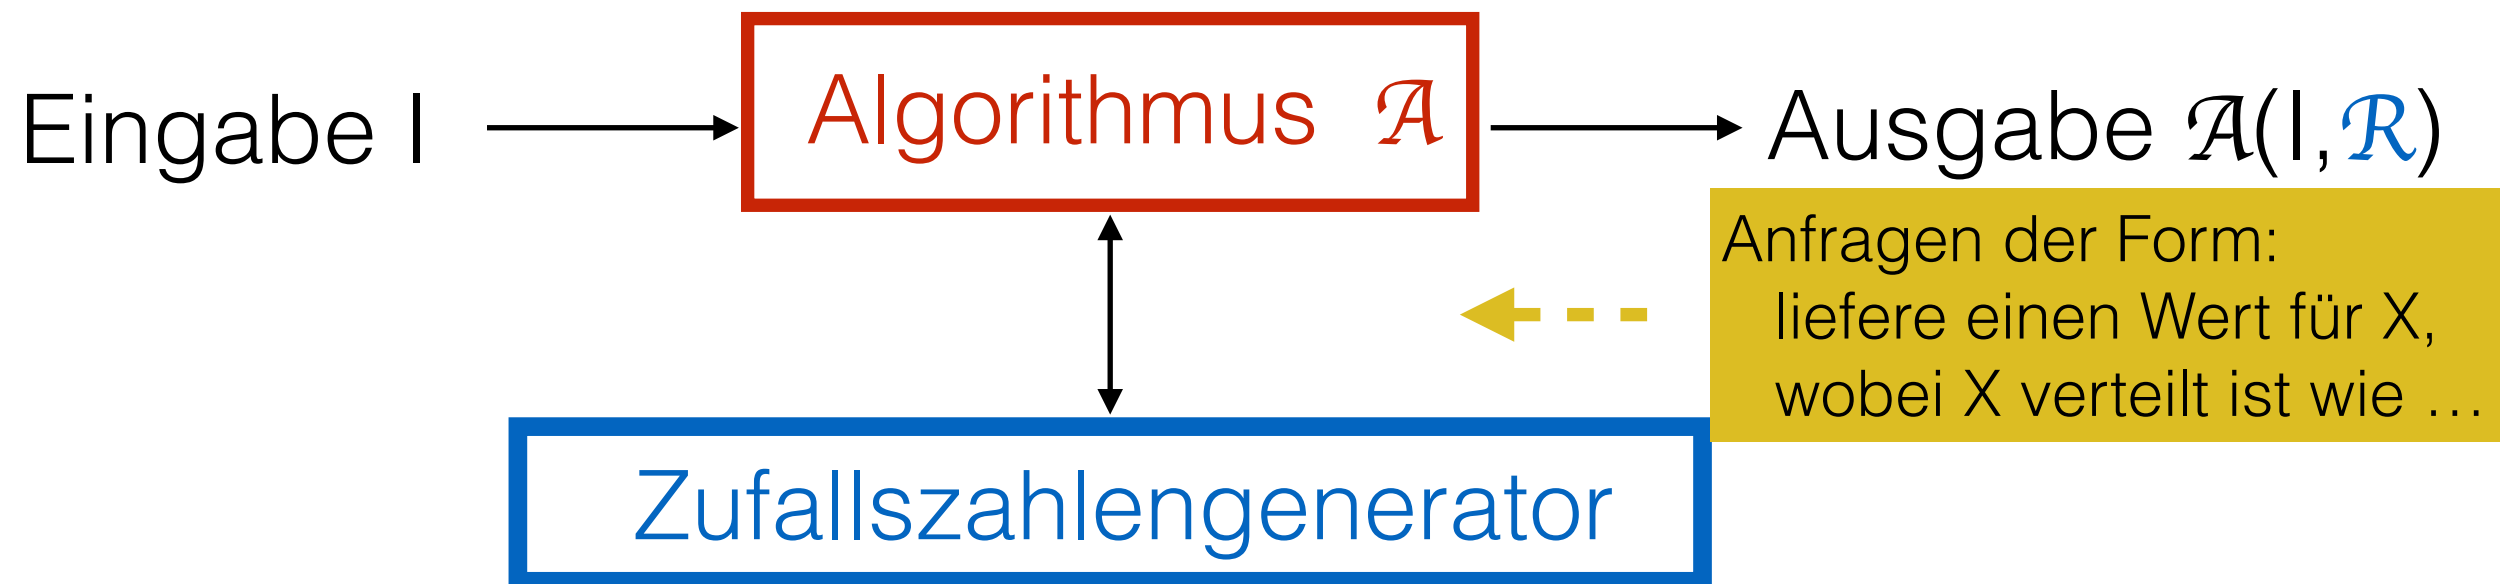 Eingabe I
Algorithmus 𝒜
Ausgabe 𝒜(I, ℛ)
Anfragen der Form:
liefere einen Wert für X,
wobei X verteilt ist wie …
Zufallszahlengenerator